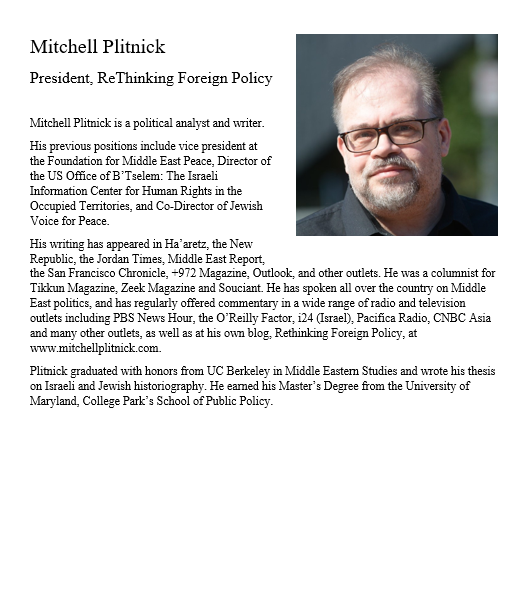 Mitchell Plitnick
President, ReThinking Foreign Policy
Mitchell Plitnick is a political analyst and writer.
His previous positions include vice president at
the Foundation for Middle East Peace, Director of
the US Office of B’Tselem: The Israeli
Information Center for Human Rights in the
Occupied Territories, and Co-Director of Jewish
Voice for Peace.
His writing has appeared in Ha’aretz, the New
Republic, the Jordan Times, Middle East Report,
the San Francisco Chronicle, +972 Magazine, Outlook, and other outlets. He was a columnist for
Tikkun Magazine, Zeek Magazine and Souciant. He has spoken all over the country on Middle
East politics, and has regularly offered commentary in a wide range of radio and television
outlets including PBS News Hour, the O’Reilly Factor, i24 (Israel), Pacifica Radio, CNBC Asia
and many other outlets, as well as at his own blog, Rethinking Foreign Policy, at
www.mitchellplitnick.com.
Plitnick graduated with honors from UC Berkeley in Middle Eastern Studies and wrote his thesis
on Israeli and Jewish historiography. He earned his Master’s Degree from the University of
Maryland, College Park’s School of Public Policy.